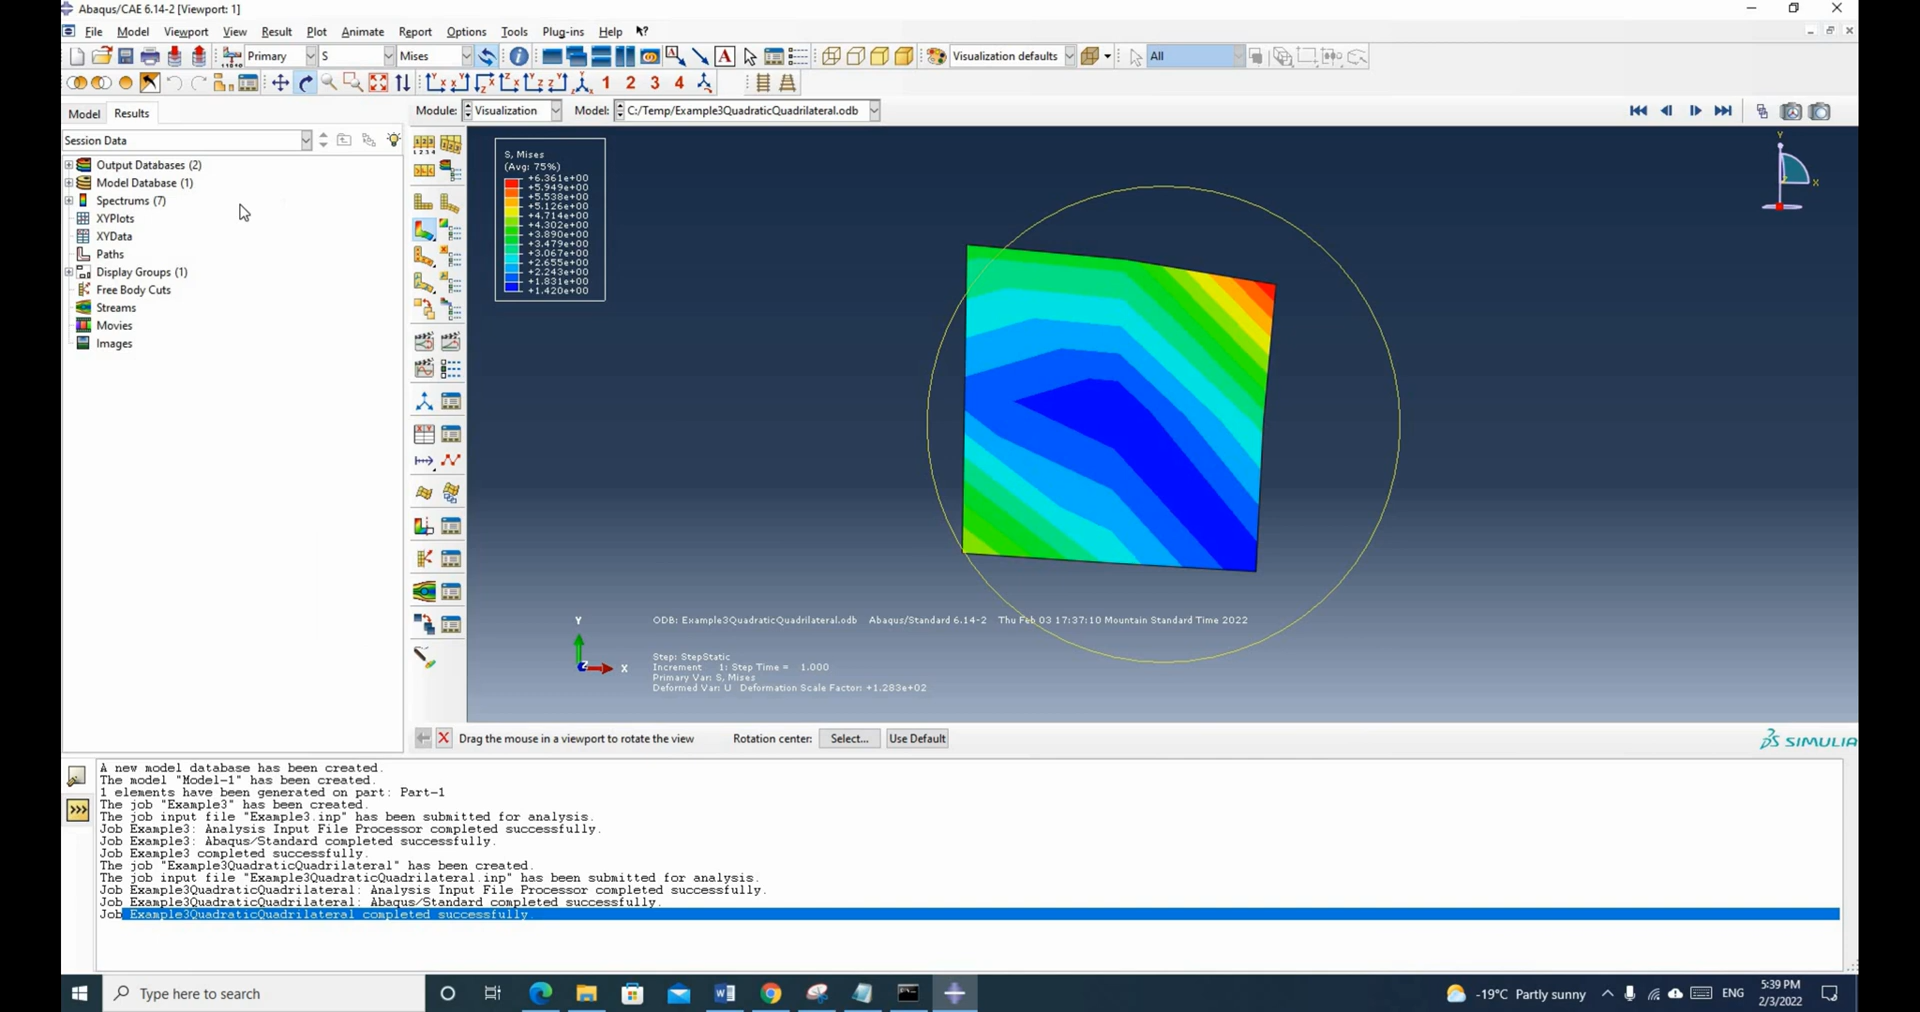 Abaqus/CAE 6.14-2 [Viewport: 1]
File Model Viewport View Result Plot Animate Report Options Tools Plug-ins Help
Primary S Mises Visualization defaults All
1 2 3 4
Model Results Module: Visualization Model: C:/Temp/Example3QuadraticQuadrilateral.odb
Session Data
Output Databases (2)
Model Database (1)
Spectrums (7)
XYPlots
XYData
Paths
Display Groups (1)
Free Body Cuts
Streams
Movies
Images
S, Mises
(Avg: 75%)
+6.361e+00
+5.949e+00
+5.538e+00
+5.126e+00
+4.714e+00
+4.302e+00
+3.890e+00
+3.479e+00
+3.067e+00
+2.655e+00
+2.243e+00
+1.831e+00
+1.420e+00
Y
X
Y
X
ODB: Example3QuadraticQuadrilateral.odb Abaqus/Standard 6.14-2 Thu Feb 03 17:37:10 Mountain Standard Time 2022
Step: StepStatic
Increment 1: Step Time = 1.000
Primary Var: S, Mises
Deformed Var: U Deformation Scale Factor: +1.283e+02
Drag the mouse in a viewport to rotate the view Rotation center: Select... Use Default
SIMULIA
A new model database has been created.
The model "Model-1" has been created.
1 elements have been generated on part: Part-1
The job "Example3" has been created.
The job input file "Example3.inp" has been submitted for analysis.
Job Example3: Analysis Input File Processor completed successfully.
Job Example3: Abaqus/Standard completed successfully.
Job Example3 completed successfully.
The job "Example3QuadraticQuadrilateral" has been created.
The job input file "Example3QuadraticQuadrilateral.inp" has been submitted for analysis.
Job Example3QuadraticQuadrilateral: Analysis Input File Processor completed successfully.
Job Example3QuadraticQuadrilateral: Abaqus/Standard completed successfully.
Job Example3QuadraticQuadrilateral completed successfully.
>>>
Type here to search
-19°C Partly sunny ENG
5:39 PM
2/3/2022